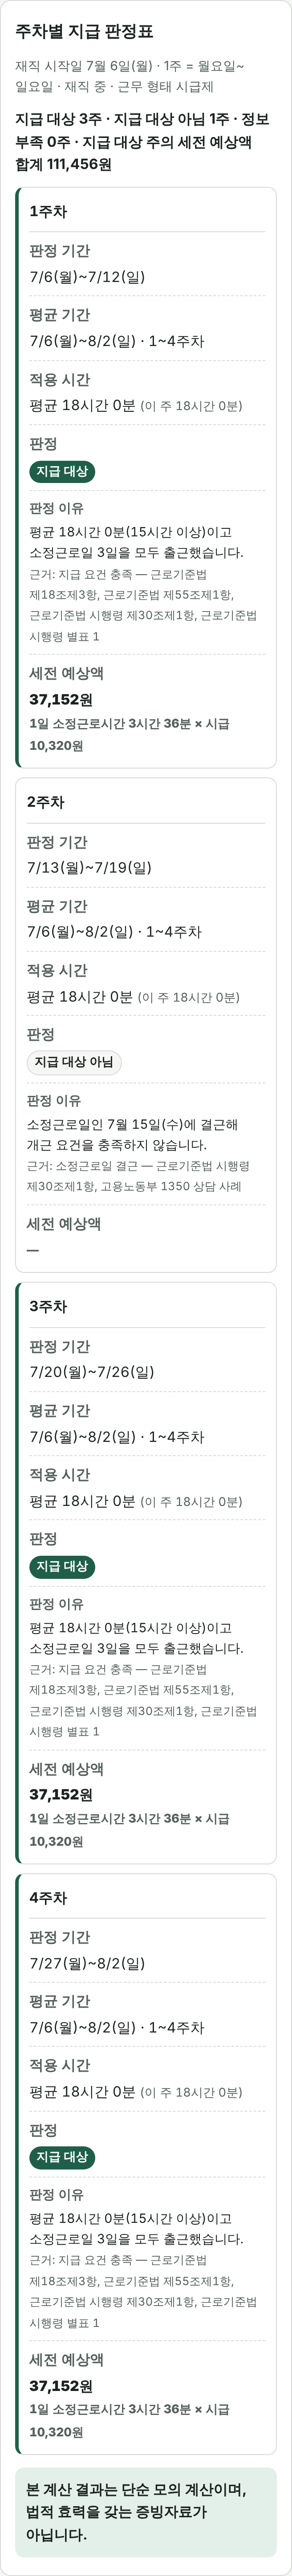 주차별 지급 판정표
재직 시작일 7월 6일(월) · 1주 = 월요일~
일요일 · 재직 중 · 근무 형태 시급제
지급 대상 3주 · 지급 대상 아님 1주 · 정보
부족 0주 · 지급 대상 주의 세전 예상액
합계 111,456원
1주차
판정 기간
7/6(월)~7/12(일)
평균 기간
7/6(월)~8/2(일) · 1~4주차
적용 시간
평균 18시간 0분 (이 주 18시간 0분)
판정
지급 대상
판정 이유
평균 18시간 0분(15시간 이상)이고
소정근로일 3일을 모두 출근했습니다.
근거: 지급 요건 충족 — 근로기준법
제18조제3항, 근로기준법 제55조제1항,
근로기준법 시행령 제30조제1항, 근로기준법
시행령 별표 1
세전 예상액
37,152원
1일 소정근로시간 3시간 36분 × 시급
10,320원
2주차
판정 기간
7/13(월)~7/19(일)
평균 기간
7/6(월)~8/2(일) · 1~4주차
적용 시간
평균 18시간 0분 (이 주 18시간 0분)
판정
지급 대상 아님
판정 이유
소정근로일인 7월 15일(수)에 결근해
개근 요건을 충족하지 않습니다.
근거: 소정근로일 결근 — 근로기준법 시행령
제30조제1항, 고용노동부 1350 상담 사례
세전 예상액
—
3주차
판정 기간
7/20(월)~7/26(일)
평균 기간
7/6(월)~8/2(일) · 1~4주차
적용 시간
평균 18시간 0분 (이 주 18시간 0분)
판정
지급 대상
판정 이유
평균 18시간 0분(15시간 이상)이고
소정근로일 3일을 모두 출근했습니다.
근거: 지급 요건 충족 — 근로기준법
제18조제3항, 근로기준법 제55조제1항,
근로기준법 시행령 제30조제1항, 근로기준법
시행령 별표 1
세전 예상액
37,152원
1일 소정근로시간 3시간 36분 × 시급
10,320원
4주차
판정 기간
7/27(월)~8/2(일)
평균 기간
7/6(월)~8/2(일) · 1~4주차
적용 시간
평균 18시간 0분 (이 주 18시간 0분)
판정
지급 대상
판정 이유
평균 18시간 0분(15시간 이상)이고
소정근로일 3일을 모두 출근했습니다.
근거: 지급 요건 충족 — 근로기준법
제18조제3항, 근로기준법 제55조제1항,
근로기준법 시행령 제30조제1항, 근로기준법
시행령 별표 1
세전 예상액
37,152원
1일 소정근로시간 3시간 36분 × 시급
10,320원
본 계산 결과는 단순 모의 계산이며,
법적 효력을 갖는 증빙자료가
아닙니다.